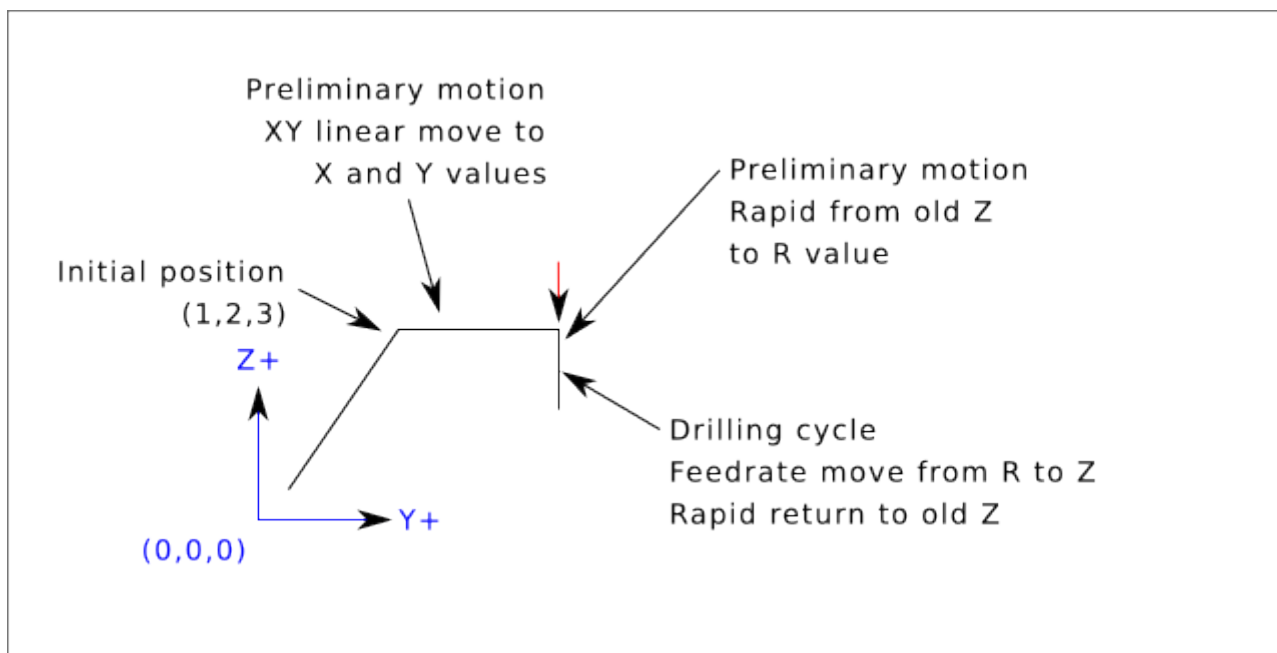 Preliminary motion
XY linear move to
X and Y values
Preliminary motion
Rapid from old Z
to R value
Initial position
(1,2,3)
Z+
Drilling cycle
Feedrate move from R to Z
Rapid return to old Z
Y+
(0,0,0)